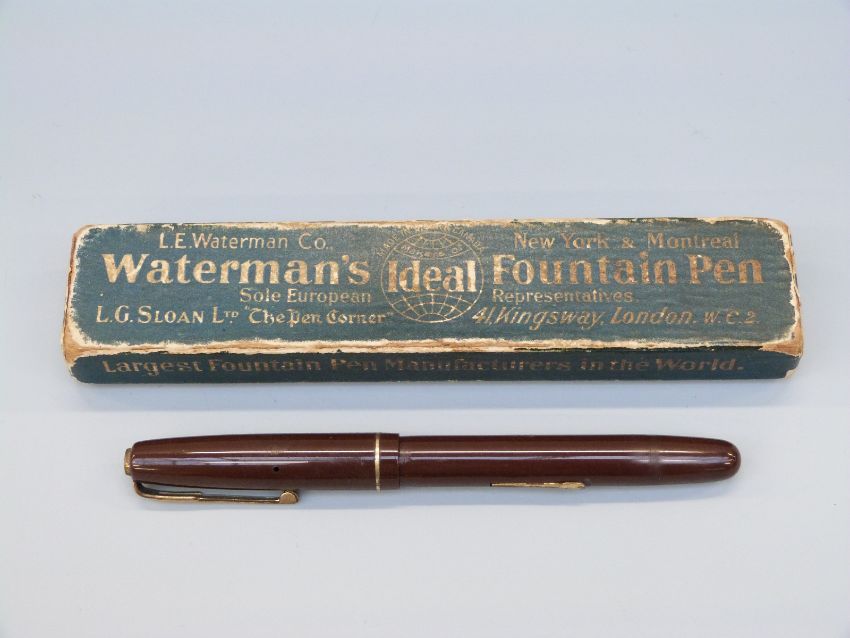 L.E. Waterman Co., New York & Montreal
Waterman's Ideal Fountain Pen
Sole European Representatives
L.G. Sloan Ltd "The Pen Corner" 41, Kingsway, London. W.C.2.
Largest Fountain Pen Manufacturers in the World.